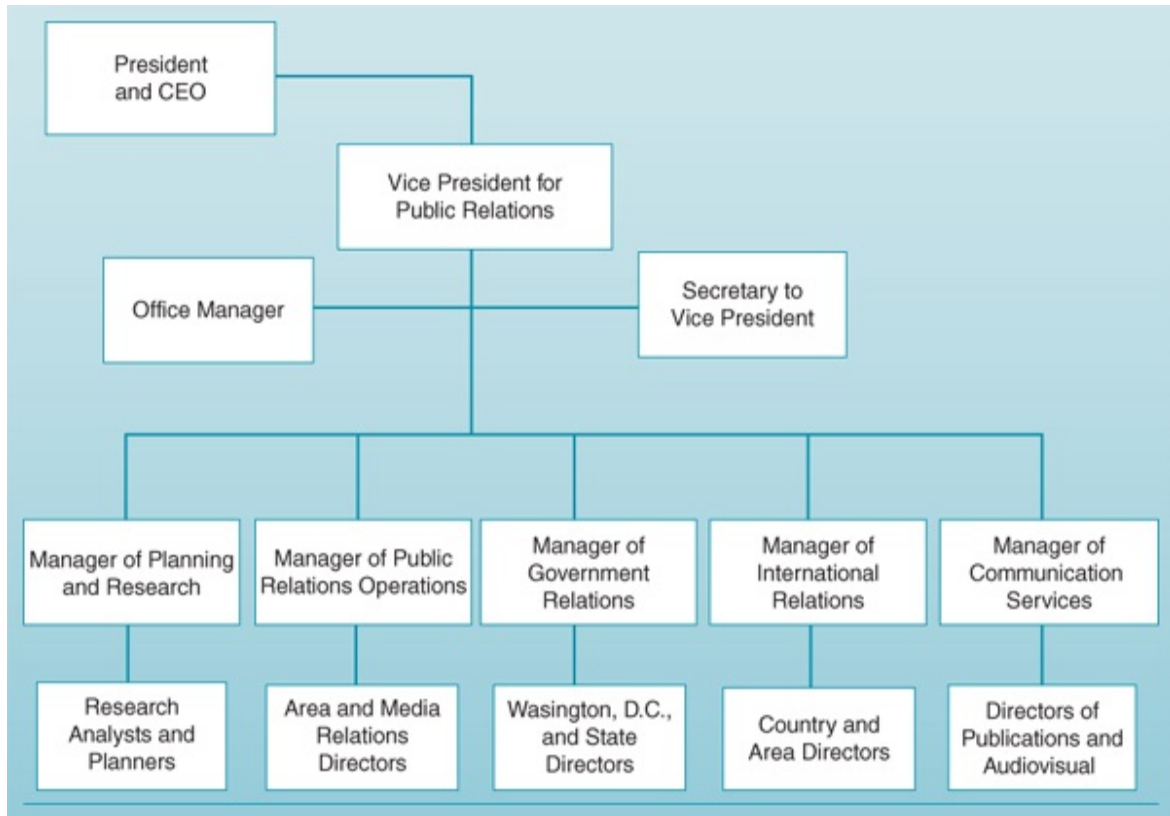 President
and CEO
Vice President for
Public Relations
Office Manager
Secretary to
Vice President
Manager of Planning
and Research
Manager of Public
Relations Operations
Manager of
Government
Relations
Manager of
International
Relations
Manager of
Communication
Services
Research
Analysts and
Planners
Area and Media
Relations
Directors
Wasington, D.C.,
and State
Directors
Country and
Area Directors
Directors of
Publications and
Audiovisual